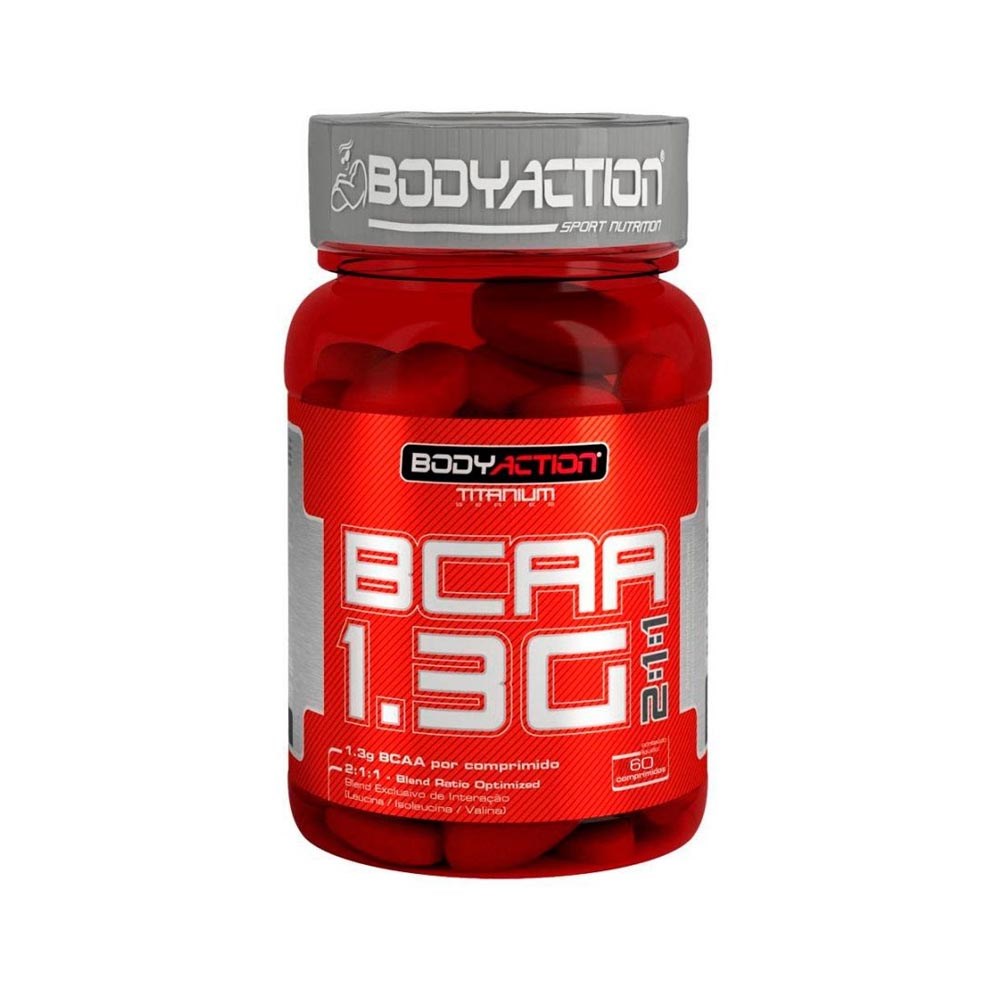 BODYACTION®
SPORT NUTRITION
BODYACTION®
TITANIUM
SERIES
BCAA
1.3G
2:1:1
1.3g BCAA por comprimido
2:1:1 - Blend Ratio Optimized
Blend Exclusivo de Interação
(Leucina / Isoleucina / Valina)
60
comprimidos